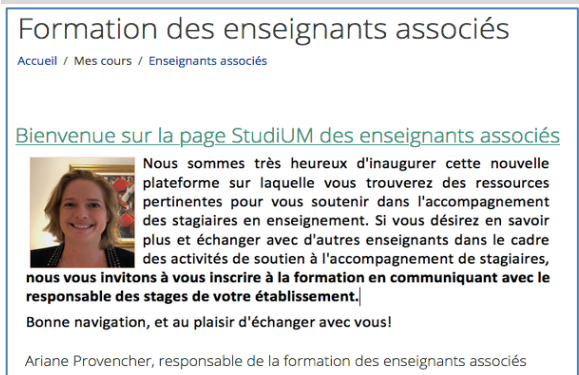 Formation des enseignants associés
Accueil / Mes cours / Enseignants associés
Bienvenue sur la page StudiUM des enseignants associés
Nous sommes très heureux d'inaugurer cette nouvelle
plateforme sur laquelle vous trouverez des ressources
pertinentes pour vous soutenir dans l'accompagnement
des stagiaires en enseignement. Si vous désirez en savoir
plus et échanger avec d'autres enseignants dans le cadre
des activités de soutien à l'accompagnement de stagiaires,
nous vous invitons à vous inscrire à la formation en communiquant avec le
responsable des stages de votre établissement.
Bonne navigation, et au plaisir d'échanger avec vous!
Ariane Provencher, responsable de la formation des enseignants associés